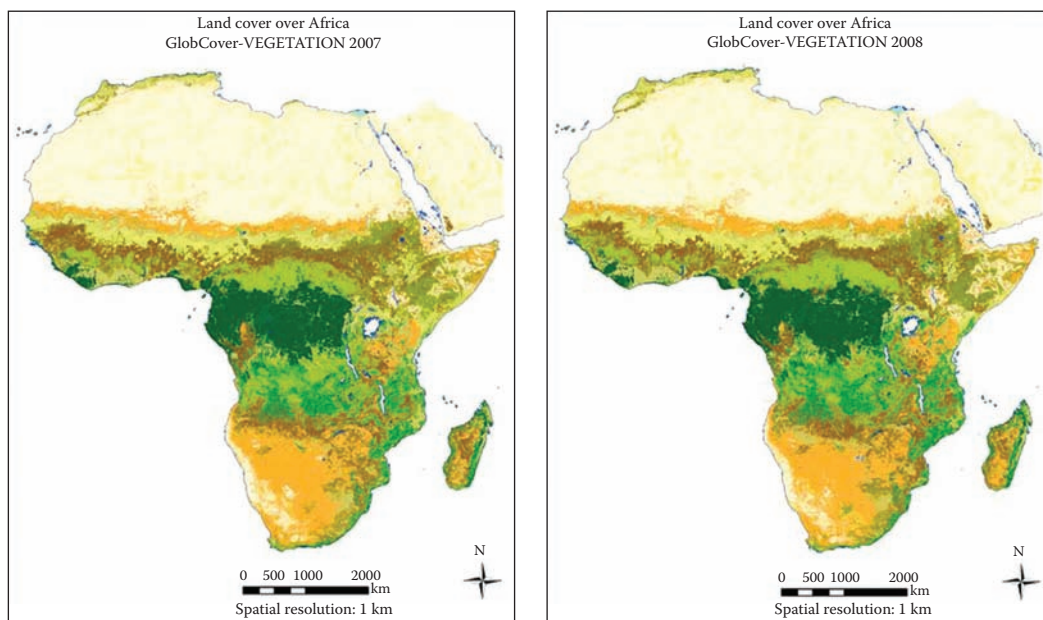 Land cover over Africa
GlobCover-VEGETATION 2007
N
0 500 1000 2000
km
Spatial resolution: 1 km
Land cover over Africa
GlobCover-VEGETATION 2008
N
0 500 1000 2000
km
Spatial resolution: 1 km